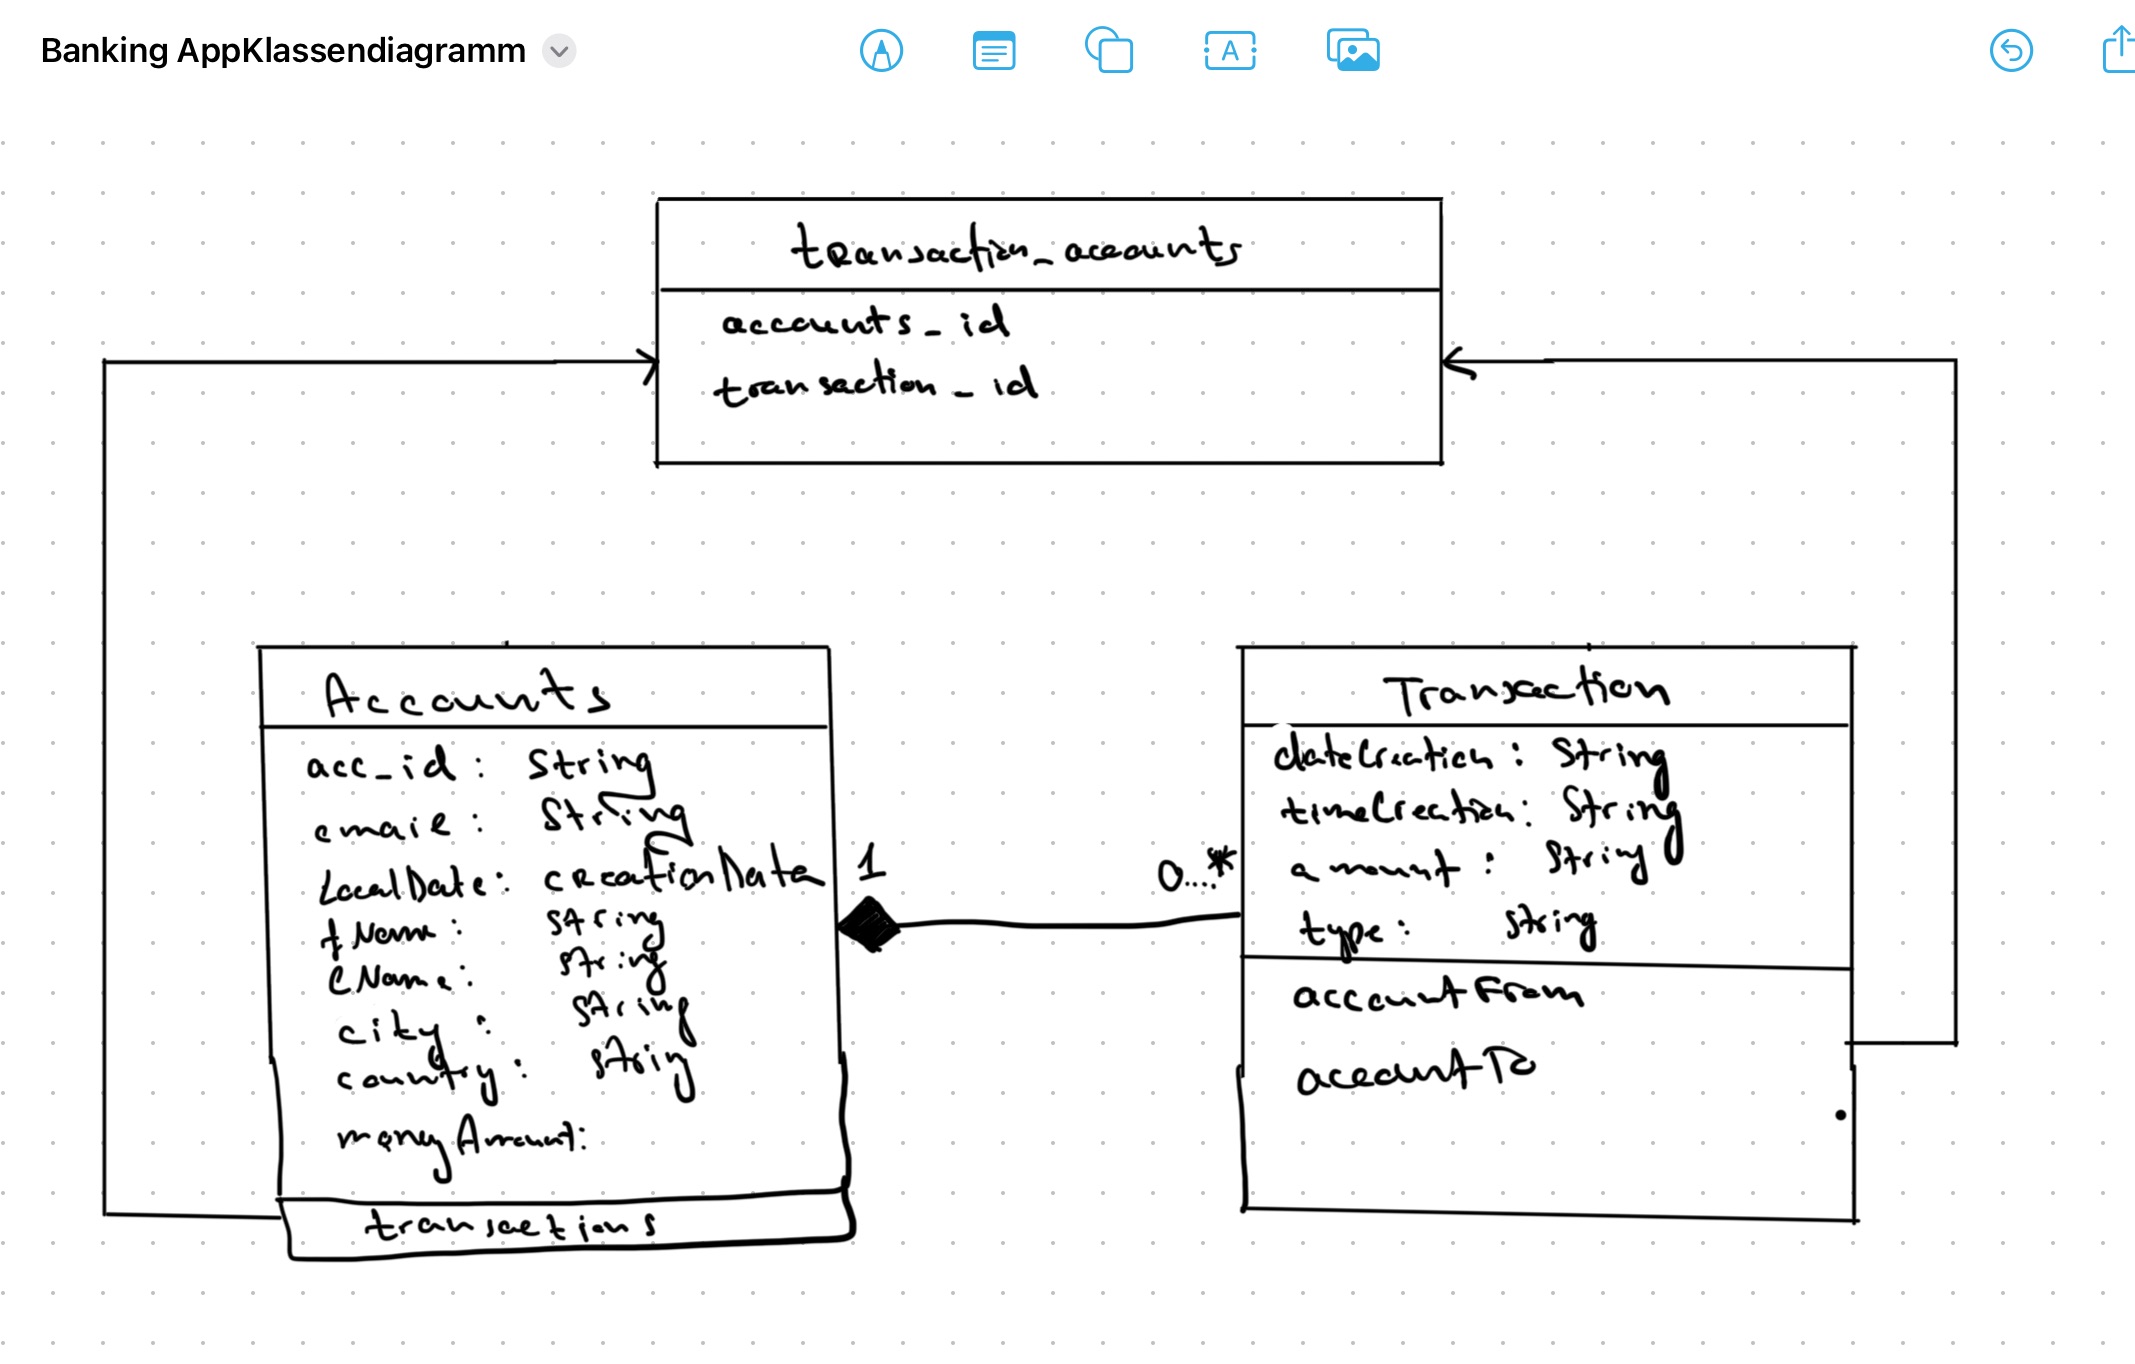 Banking AppKlassendiagramm
A
transaction_accounts
accounts_id
transaction_id
Accounts
acc_id : String
email : String
LocalDate: creationDate
fName : String
lName : String
city : String
country : String
moneyAmount:
transactions
1
0....*
Transaction
dateCreation : String
timeCreation : String
amount : String
type : String
accountFrom
accountTo